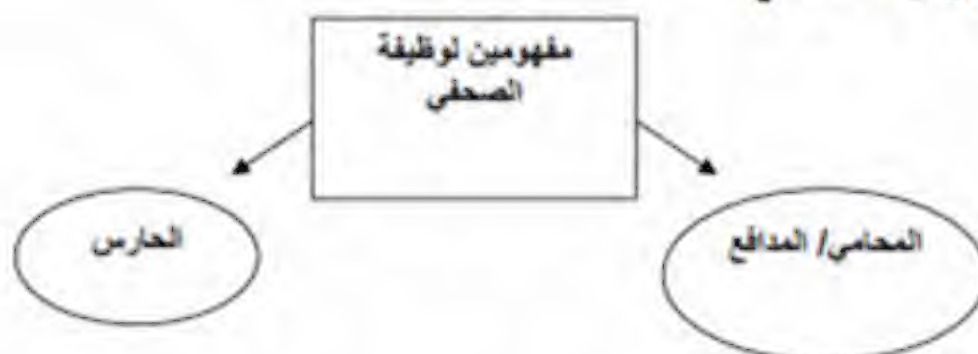 مفهومين لوظيفة
الصحفي
المحامي/ المدافع
الحارس